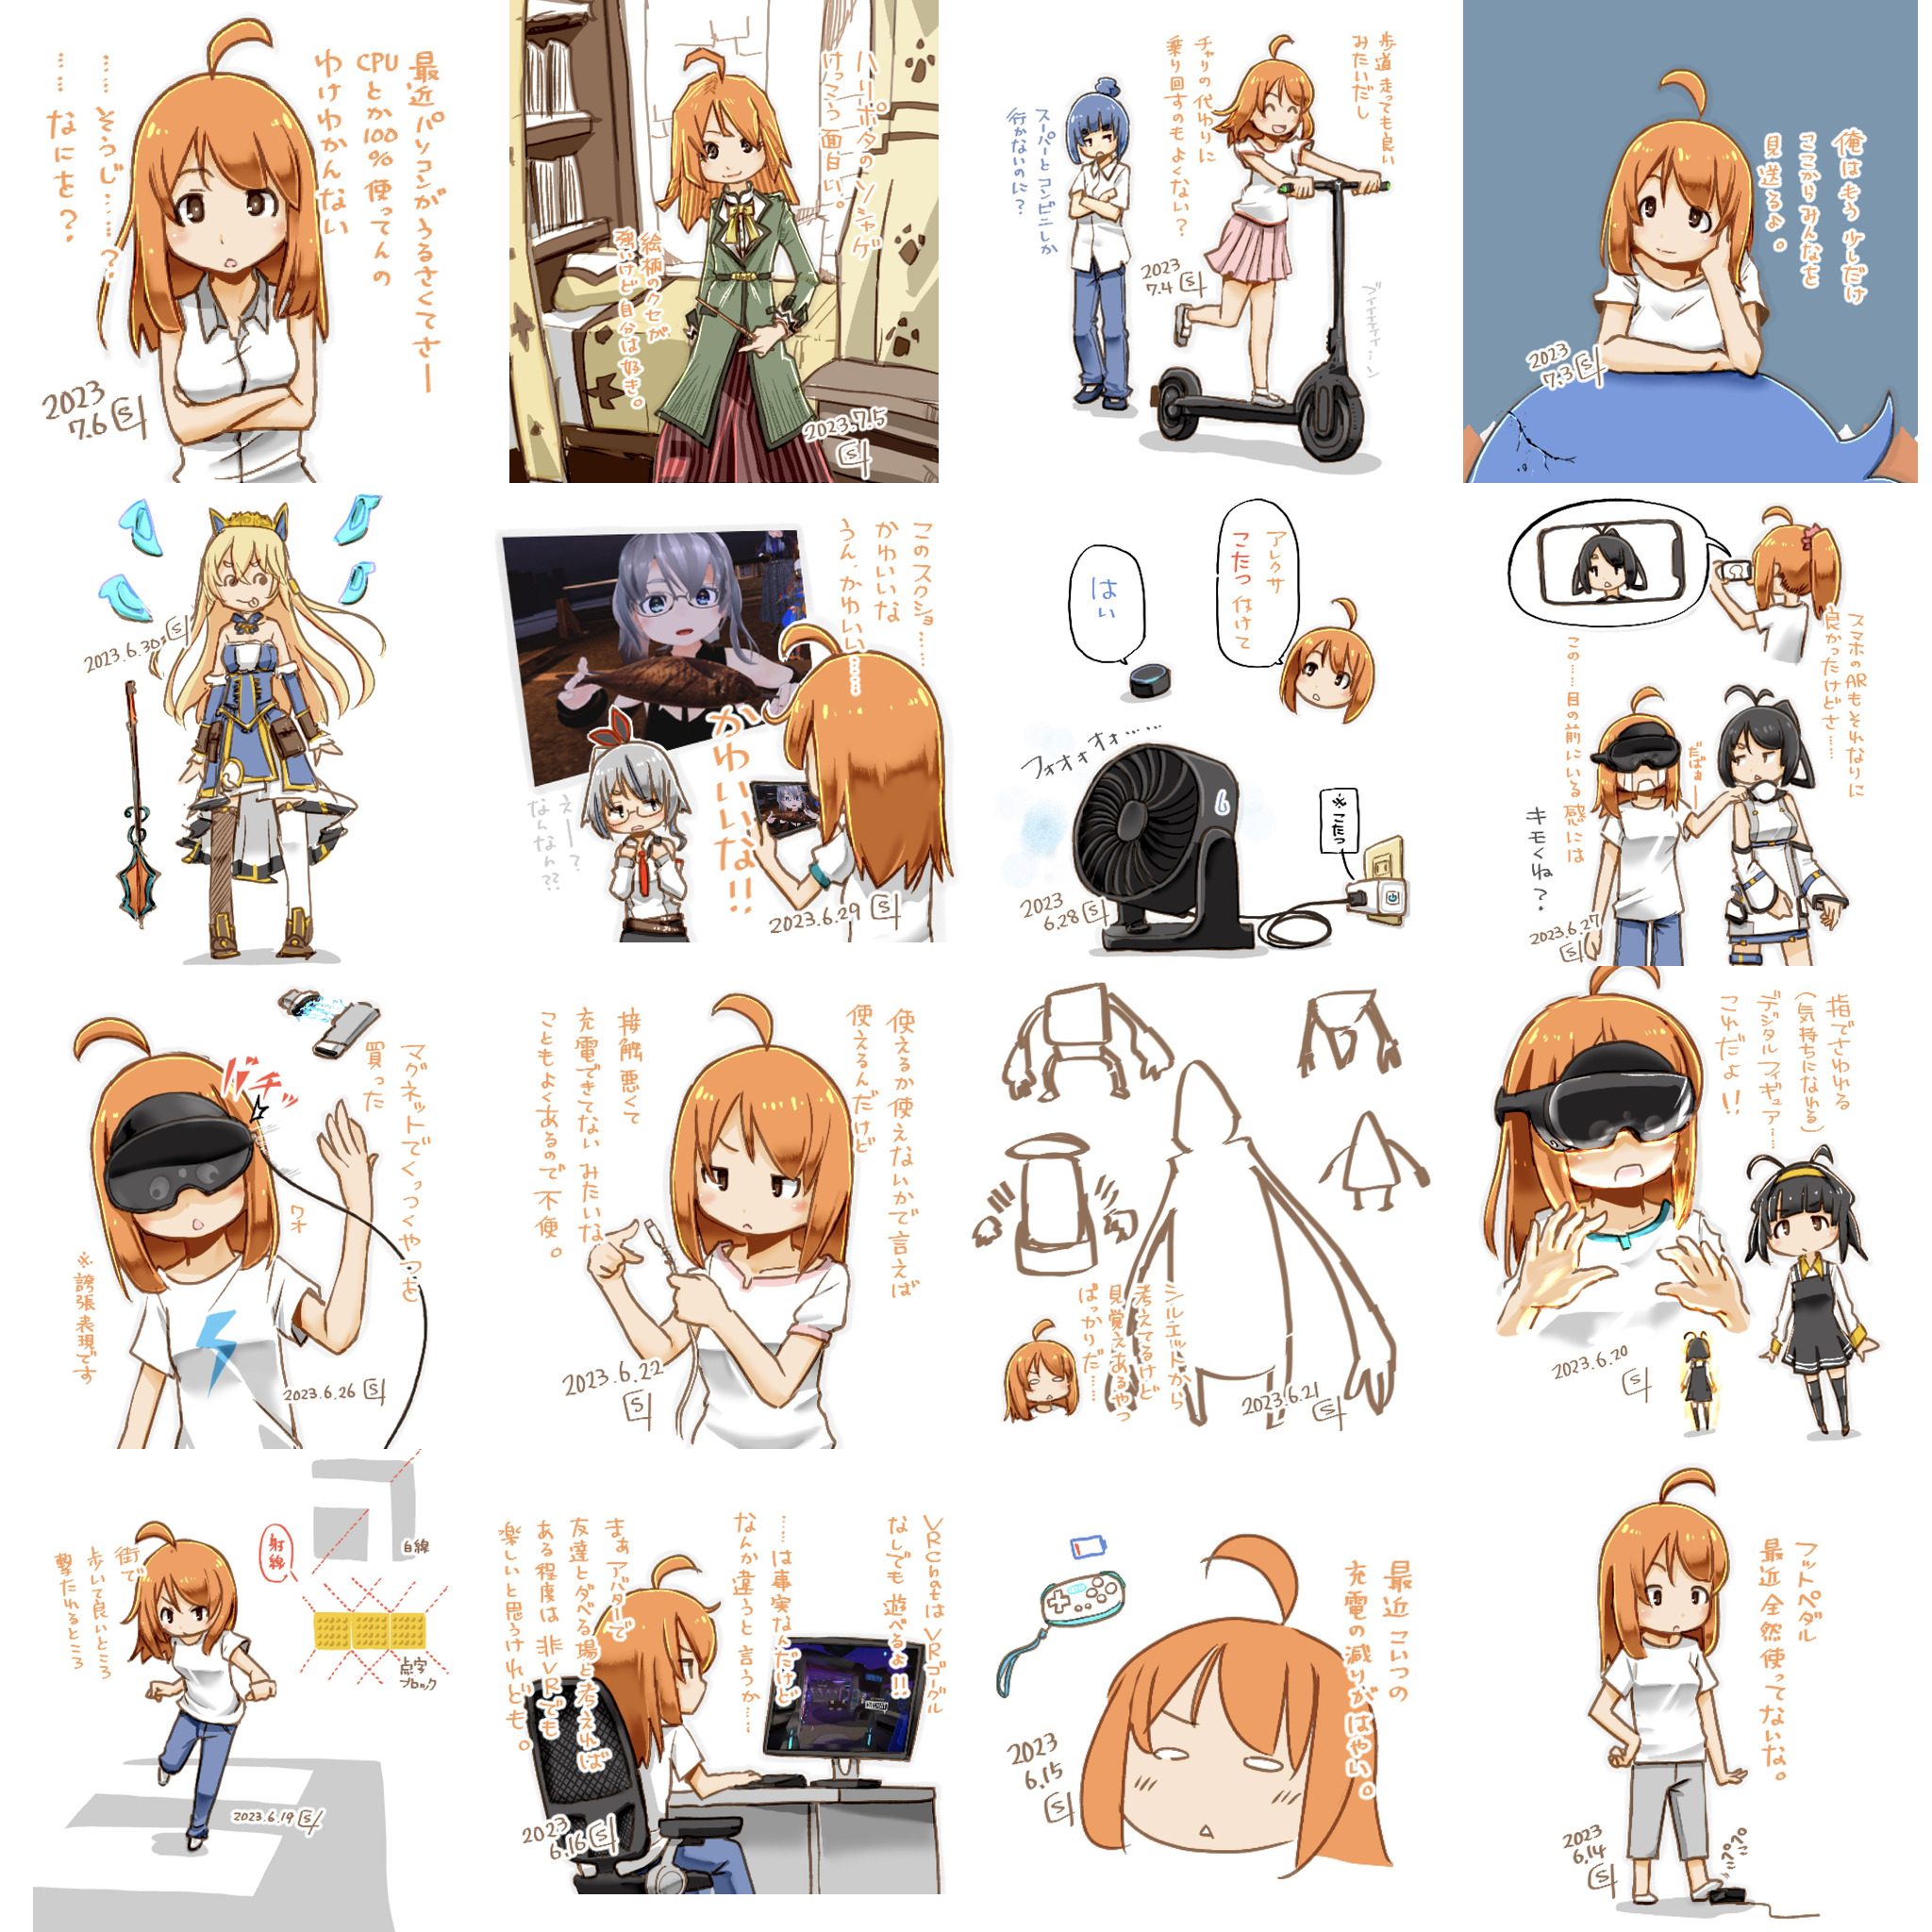 最近パソコンがうるさくてさー
CPUとか100%使ってんの
わけわかんない
……そうじ……?
……なにを?
2023
7.6
ハリポタのソシャゲ
けっこう面白い。
絵柄のクセが
強いけど自分は好き。
2023.7.5
歩道走っても良い
みたいだし
チャリの代わりに
乗り回すのもよくない?
スーパーとコンビニしか
行かないのに?
2023
7.4
俺はもう少しだけ
ここからみんなを
見送るよ。
2023
7.3
2023.6.30
このスクショ……
かわいいな
うん、かわいい……
かわいいな!!
えー?
なんなん??
2023.6.29
アレクサ
こたつつけて
はい
フォオォオォ……
※こたつ
2023
6.28
スマホのARもそれなりに
良かったけどさ……
この……目の前にいる感には
だばぁー
キモくね?
2023.6.27
マグネットでくっつくやつを
買った
バチッ
ワオ
※誇張表現です
2023.6.26
使えるか使えないかで言えば
使えるんだけど
接触悪くて
充電できてないみたいな
こともよくあるので不便。
2023.6.22
シルエットから
考えてるけど
見覚えあるやつ
ばっかりだ……
2023.6.21
指でさわれる
(気持ちになれる)
デジタルフィギュア……
これだよ!!
2023.6.20
街で
歩いて良いところ
撃たれるところ
射線
白線
点字
ブロック
2023.6.19
VRChatはVRゴーグル
なしでも遊べるよ!!
……は事実なんだけど
なんか違うと言うか……
まぁアバターで
友達とダベる場と考えれば
ある程度は非VRでも
楽しいと思うけれども。
2023
6.16
最近こいつの
充電の減りがはやい。
2023
6.15
フットペダル
最近全然使ってないな。
2023
6.14